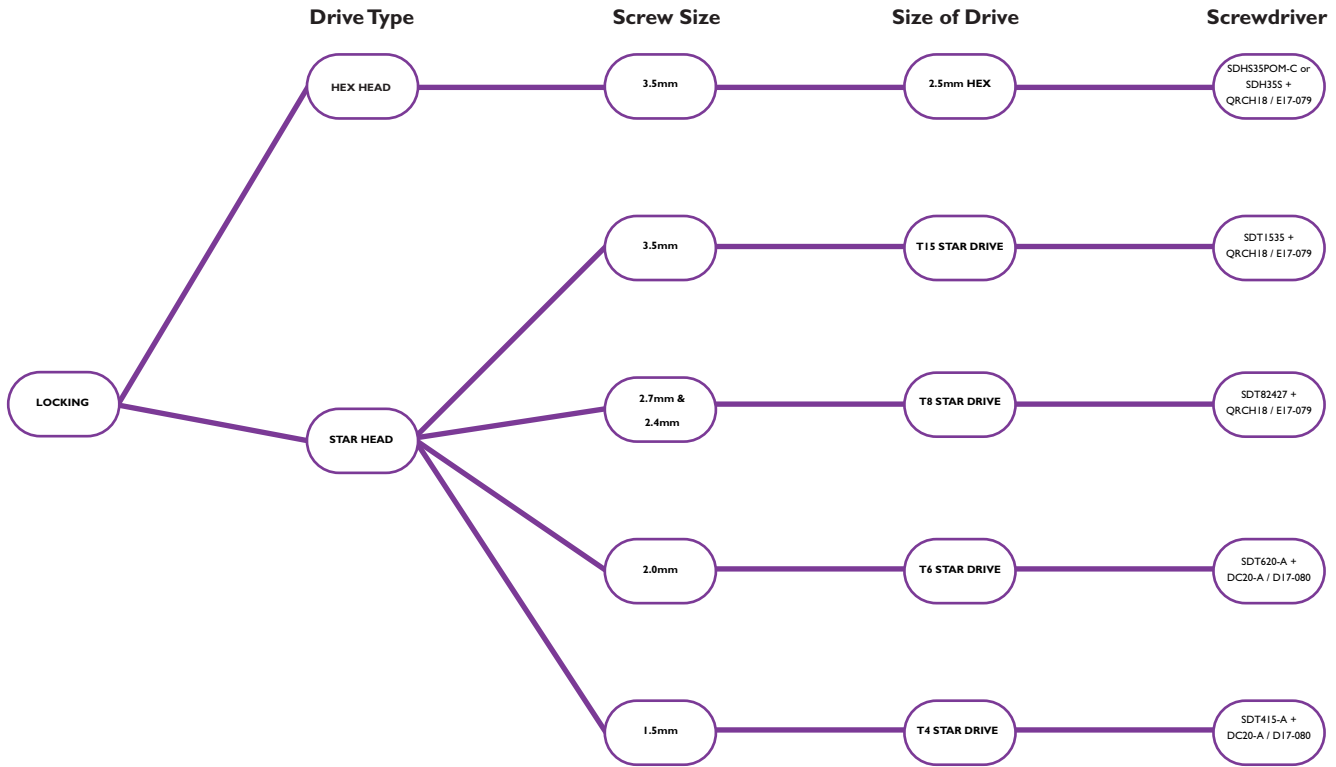 Drive Type
Screw Size
Size of Drive
Screwdriver
HEX HEAD
3.5mm
2.5mm HEX
SDHS35POM-C or
SDH35S +
QRCH18 / E17-079
3.5mm
T15 STAR DRIVE
SDT1535 +
QRCH18 / E17-079
LOCKING
STAR HEAD
2.7mm &
2.4mm
T8 STAR DRIVE
SDT82427 +
QRCH18 / E17-079
2.0mm
T6 STAR DRIVE
SDT620-A +
DC20-A / D17-080
1.5mm
T4 STAR DRIVE
SDT415-A +
DC20-A / D17-080